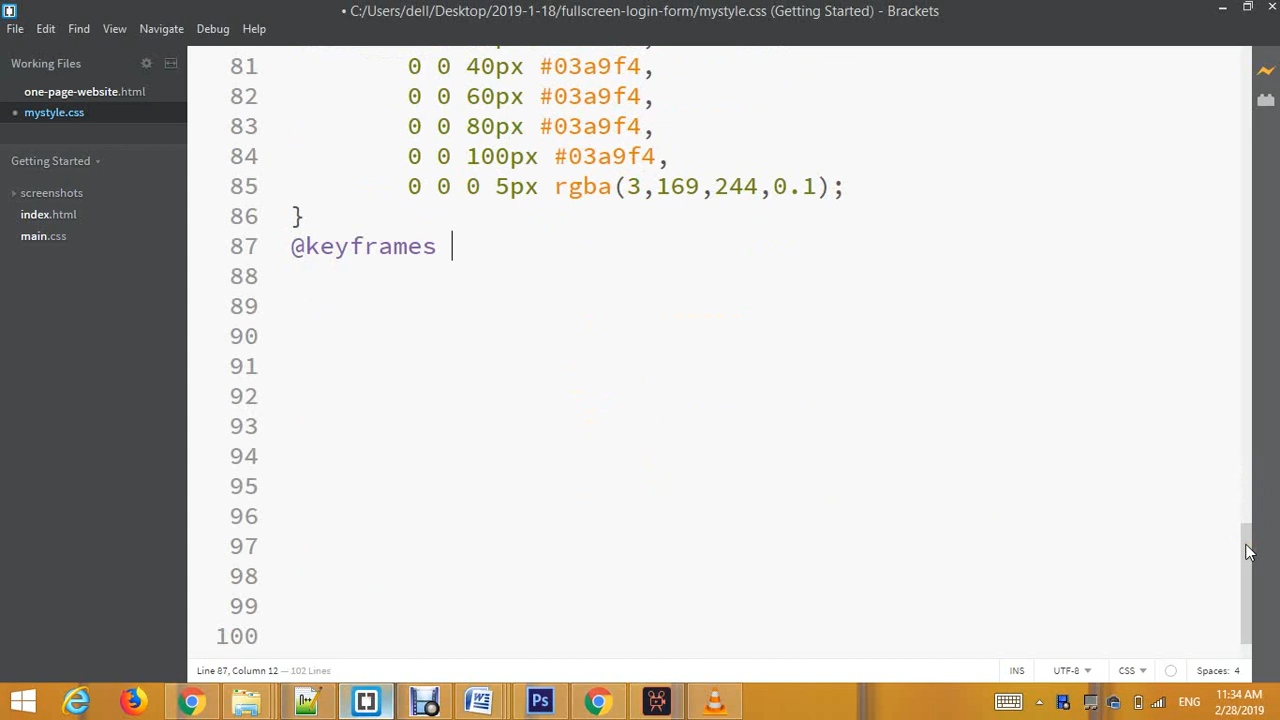 • C:/Users/dell/Desktop/2019-1-18/fullscreen-login-form/mystyle.css (Getting Started) - Brackets
File Edit View Navigate Debug Help
Working Files
one-page-website.html
mystyle.css
Getting Started
screenshots
index.html
main.css
81 0 0 40px #03a9f4,
82 0 0 60px #03a9f4,
83 0 0 80px #03a9f4,
84 0 0 100px #03a9f4,
85 0 0 0 5px rgba(3,169,244,0.1);
86 }
87 @keyframes
88
89
90
91
92
93
94
95
96
97
98
99
100
Line 87, Column 12 — 102 Lines
INS UTF-8 CSS Spaces: 4
ENG
11:34 AM
2/28/2019